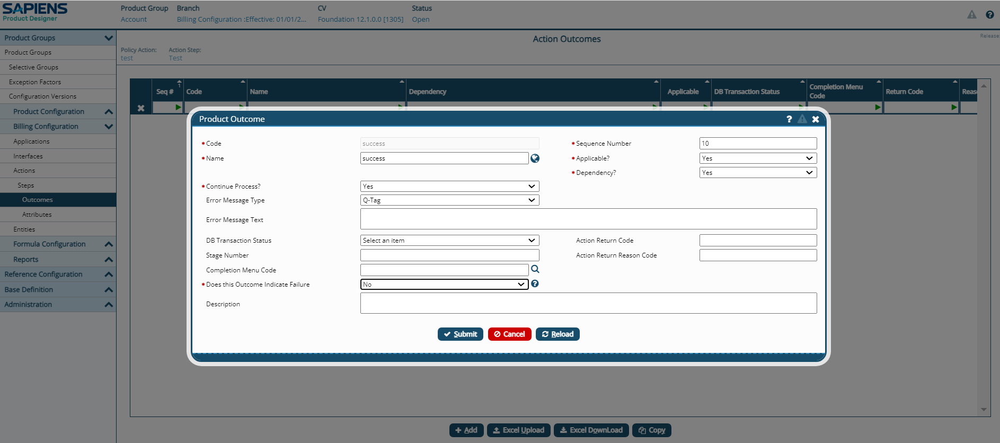 SAPIENS
Product Designer
Product Group
Account
Branch
Billing Configuration :Effective: 01/01/2...
CV
Foundation 12.1.0.0 [1305]
Status
Open
Product Groups
Product Groups
Selective Groups
Exception Factors
Configuration Versions
Product Configuration
Billing Configuration
Applications
Interfaces
Actions
Steps
Outcomes
Attributes
Entities
Formula Configuration
Reports
Reference Configuration
Base Definition
Administration
Action Outcomes
Release
Policy Action:
test
Action Step:
Test
Seq #
1
Code
Name
Dependency
Applicable
DB Transaction Status
Completion Menu
Code
Return Code
Reas
Product Outcome
* Code
success
* Sequence Number
10
* Name
success
* Applicable?
Yes
* Dependency?
Yes
* Continue Process?
Yes
Error Message Type
Q-Tag
Error Message Text
DB Transaction Status
Select an item
Action Return Code
Stage Number
Action Return Reason Code
Completion Menu Code
* Does this Outcome Indicate Failure
No
Description
Submit
Cancel
Reload
Add
Excel Upload
Excel DownLoad
Copy